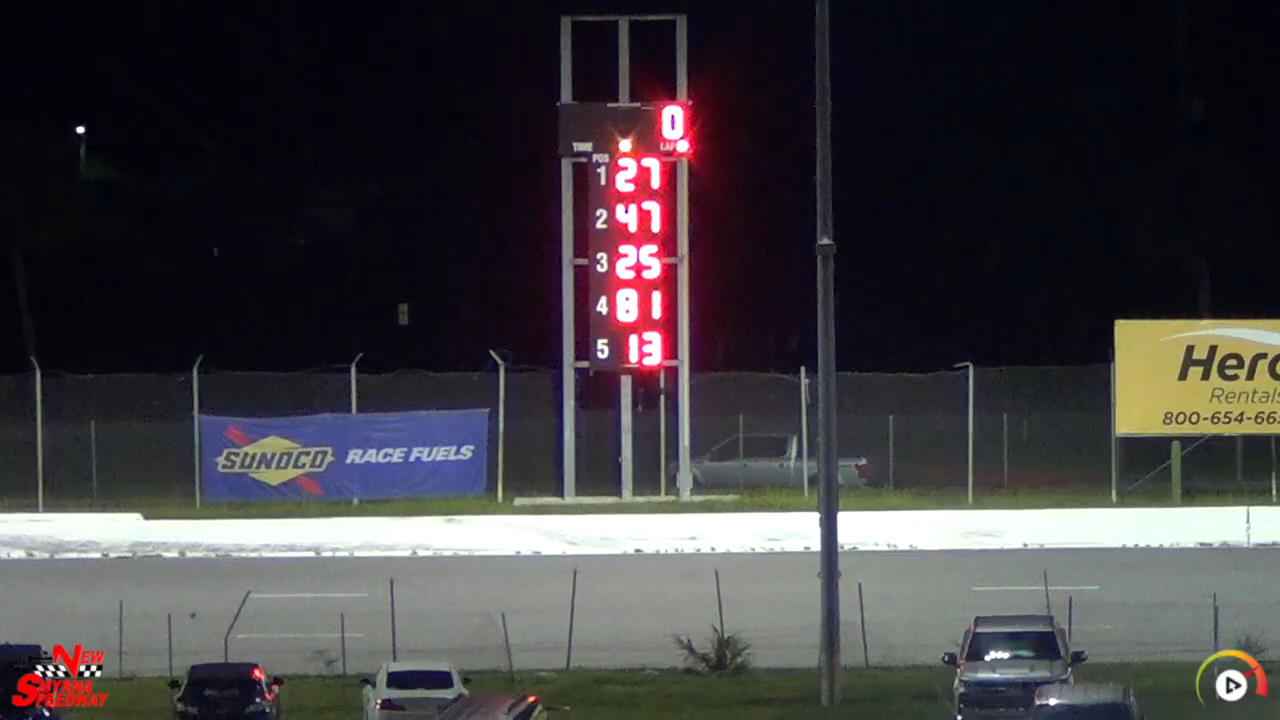 0
TIME LAP
POS
1 27
2 47
3 25
4 81
5 13
SUNOCO RACE FUELS
Herc
Rentals
800-654-66
NEW
SMYRNA
SPEEDWAY